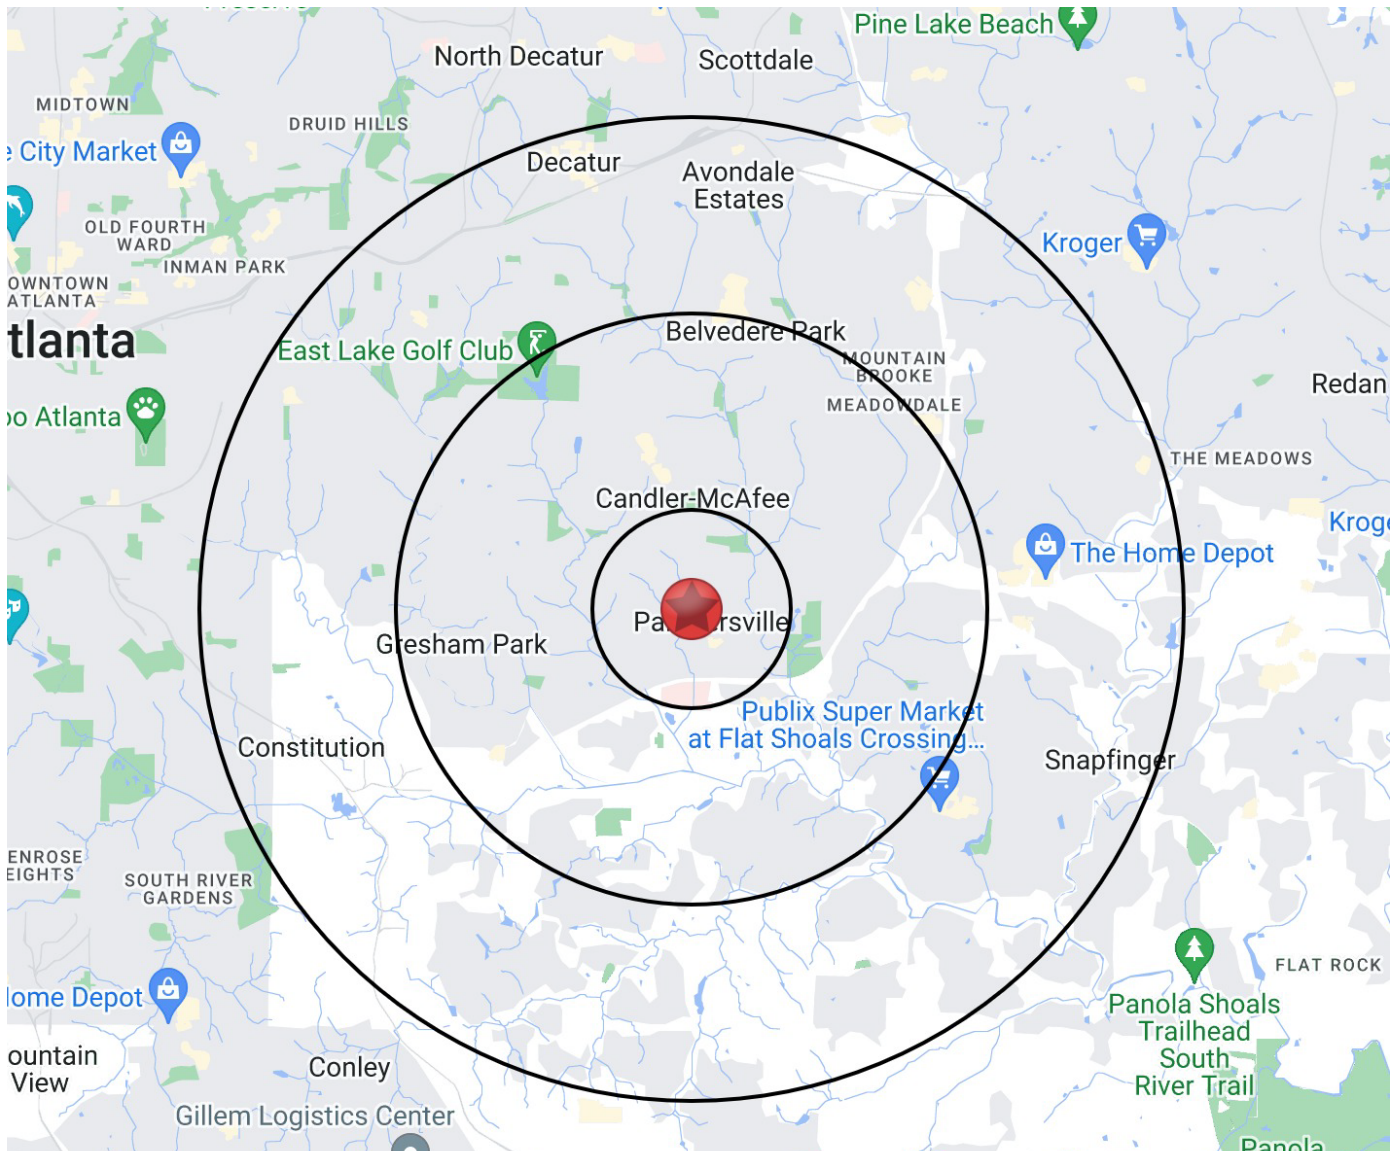 North Decatur
Scottdale
Pine Lake Beach
MIDTOWN
DRUID HILLS
City Market
Decatur
Avondale
Estates
OLD FOURTH
WARD
INMAN PARK
Kroger
OWNTOWN
ATLANTA
tlanta
East Lake Golf Club
Belvedere Park
MOUNTAIN
BROOKE
MEADOWDALE
Redan
oo Atlanta
THE MEADOWS
Candler-McAfee
Kroge
The Home Depot
Pa rsville
Gresham Park
Publix Super Market
at Flat Shoals Crossing...
Constitution
Snapfinger
ENROSE
EIGHTS
SOUTH RIVER
GARDENS
FLAT ROCK
ome Depot
Panola Shoals
Trailhead
South
River Trail
ountain
View
Conley
Gillem Logistics Center
Panola